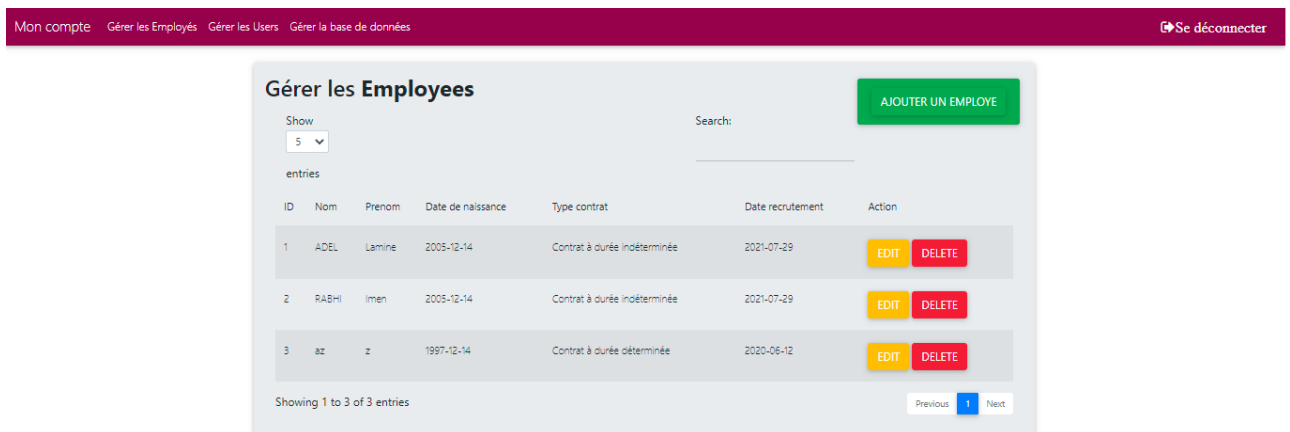 Mon compte Gérer les Employés Gérer les Users Gérer la base de données Se déconnecter
Gérer les Employees
AJOUTER UN EMPLOYE
Show
Search:
5
entries
ID Nom Prenom Date de naissance Type contrat Date recrutement Action
1 ADEL Lamine 2005-12-14 Contrat à durée indéterminée 2021-07-29 EDIT DELETE
2 RABHI Imen 2005-12-14 Contrat à durée indéterminée 2021-07-29 EDIT DELETE
3 az z 1997-12-14 Contrat à durée déterminée 2020-06-12 EDIT DELETE
Showing 1 to 3 of 3 entries Previous 1 Next